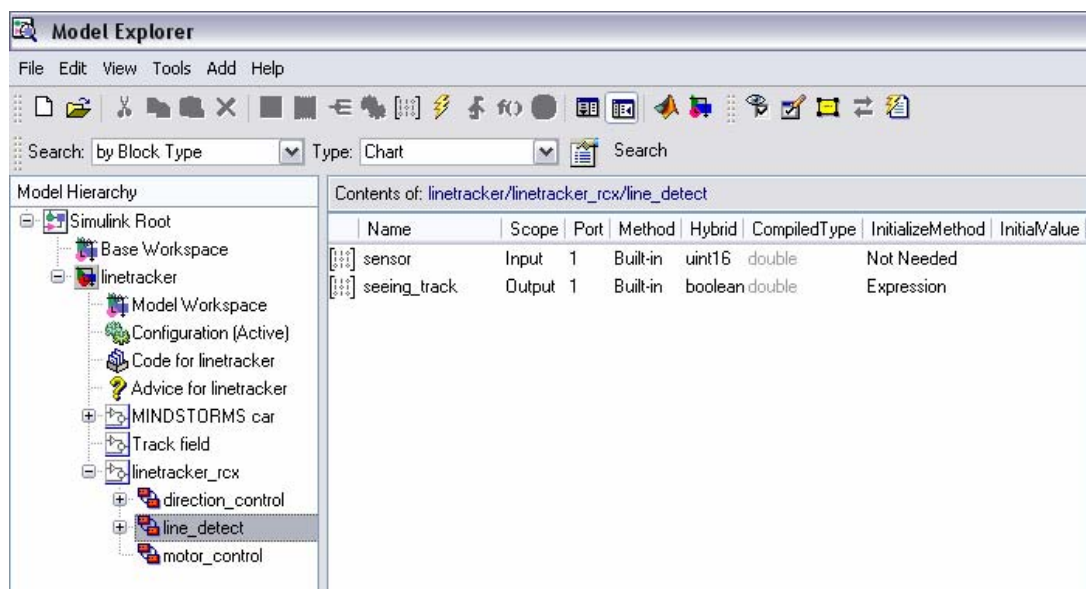 Model Explorer
File Edit View Tools Add Help
f()
Search: by Block Type Type: Chart Search
Model Hierarchy
Simulink Root
Base Workspace
linetracker
Model Workspace
Configuration (Active)
Code for linetracker
Advice for linetracker
MINDSTORMS car
Track field
linetracker_rcx
direction_control
line_detect
motor_control
Contents of: linetracker/linetracker_rcx/line_detect
Name Scope Port Method Hybrid CompiledType InitializeMethod InitialValue
sensor Input 1 Built-in uint16 double Not Needed
seeing_track Output 1 Built-in boolean double Expression